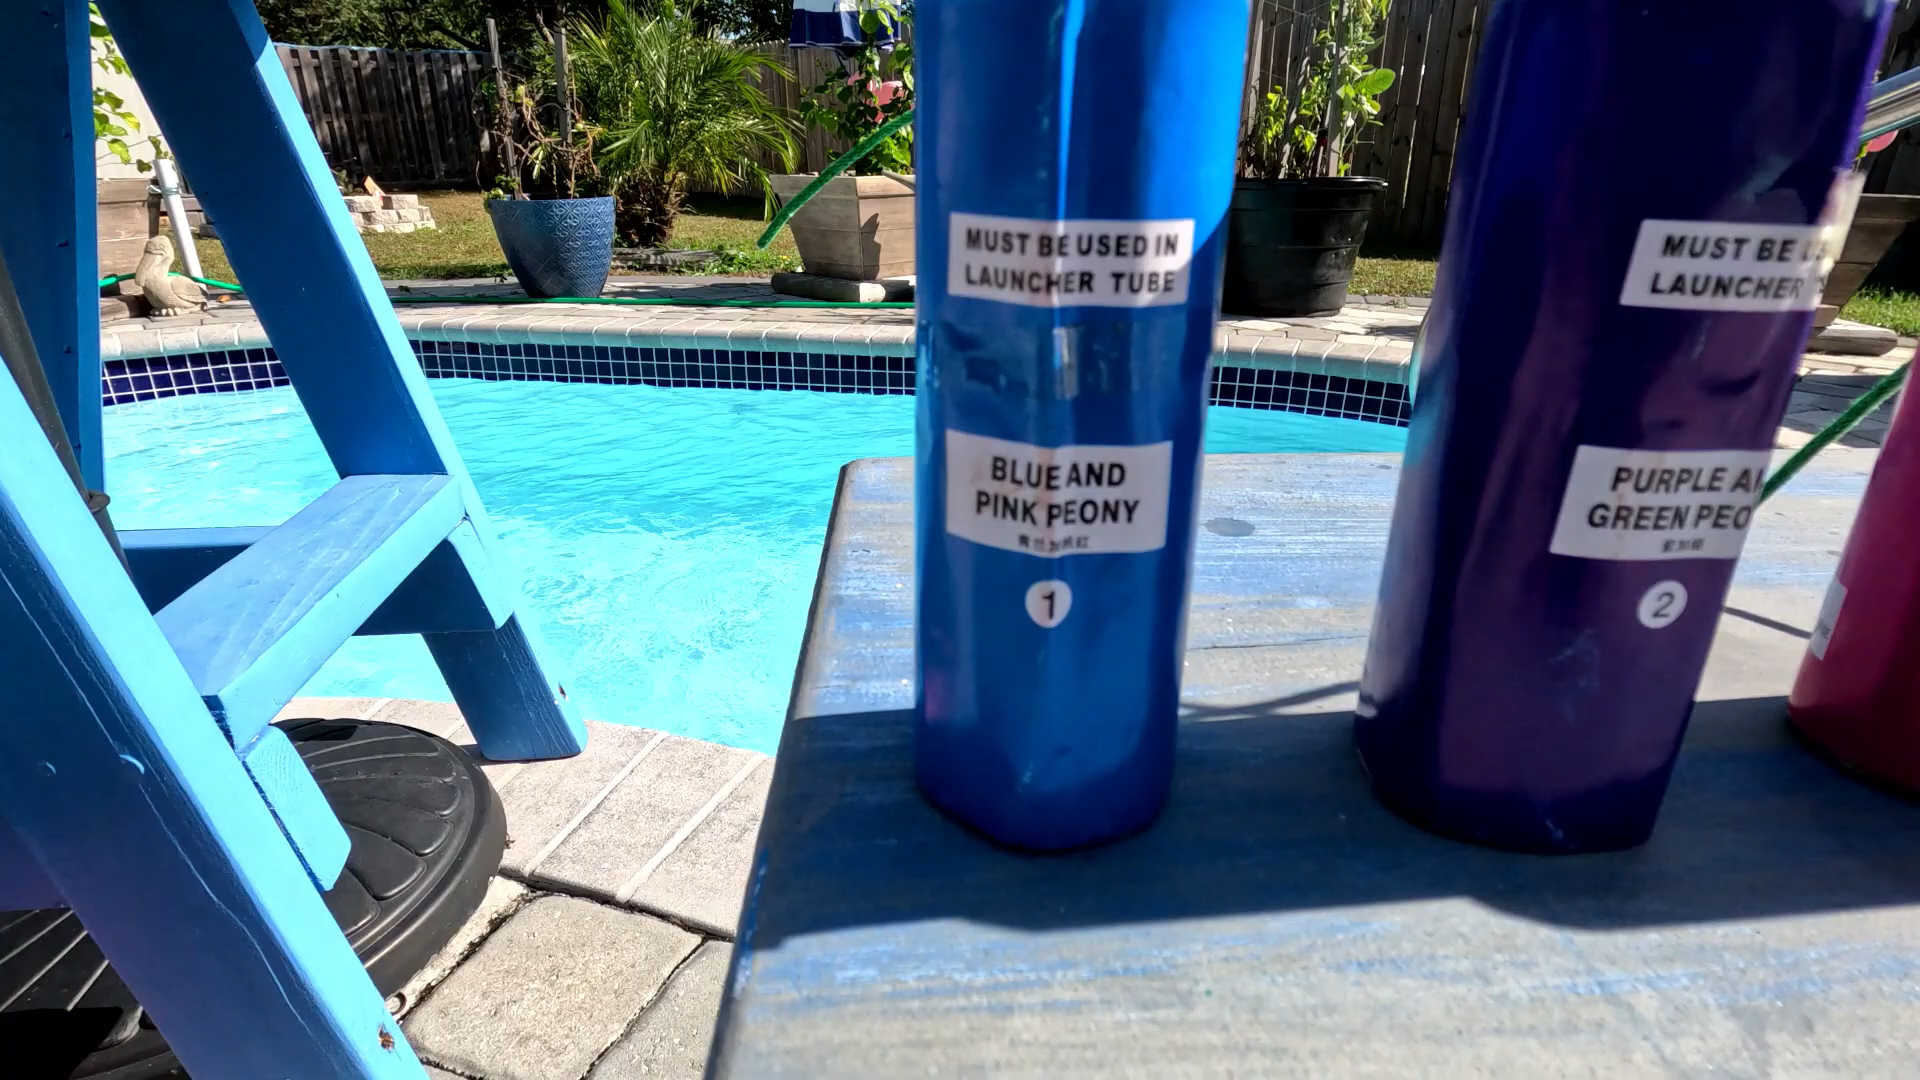 MUST BE USED IN
LAUNCHER TUBE
BLUE AND
PINK PEONY
1
MUST BE
LAUNCHER
PURPLE A
GREEN PEO
2